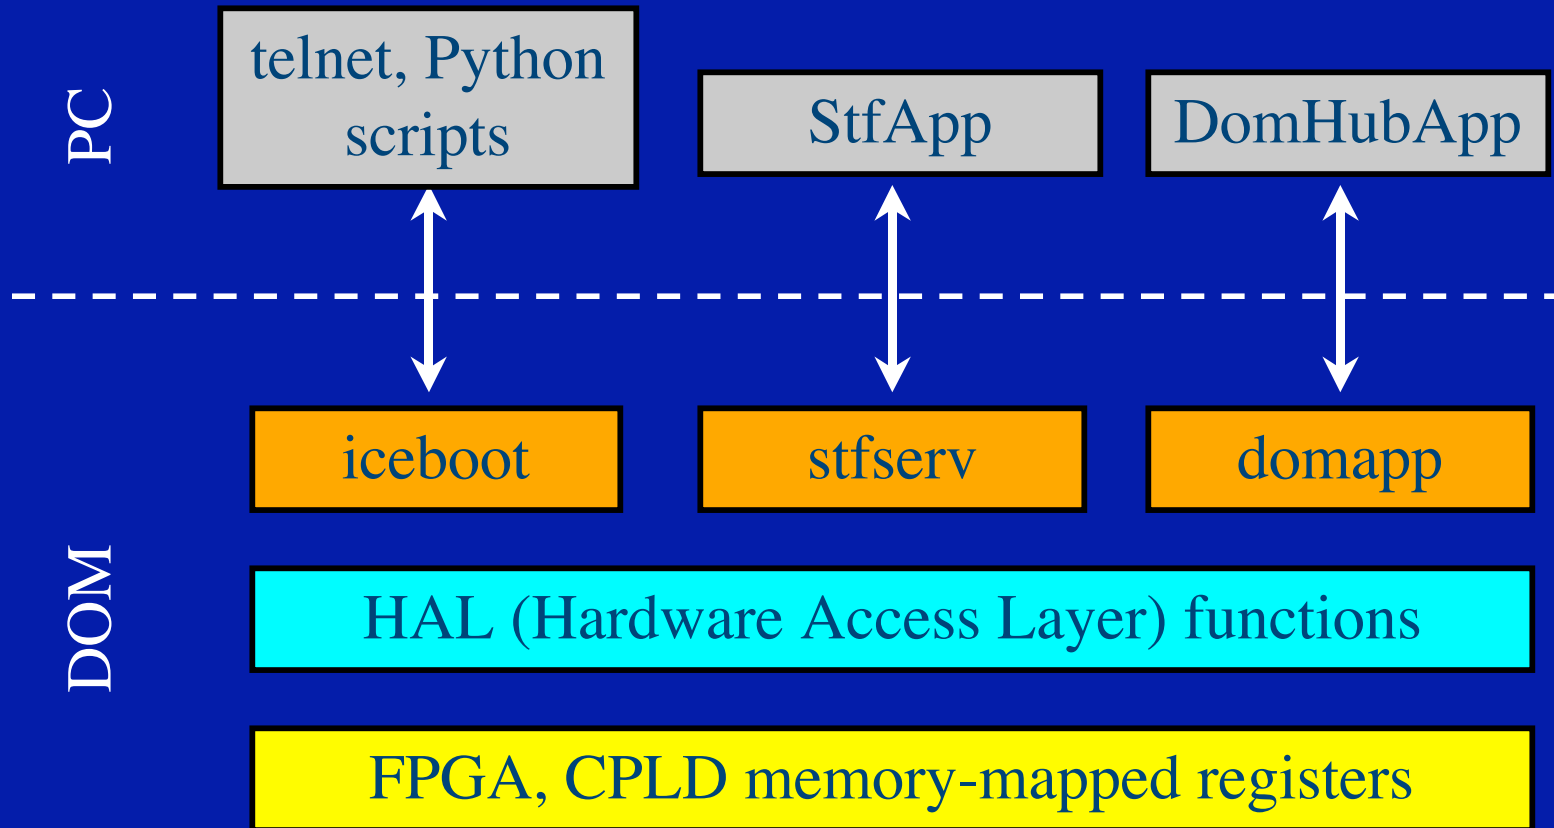 PC
telnet, Python
scripts
StfApp
DomHubApp
DOM
iceboot
stfserv
domapp
HAL (Hardware Access Layer) functions
FPGA, CPLD memory-mapped registers